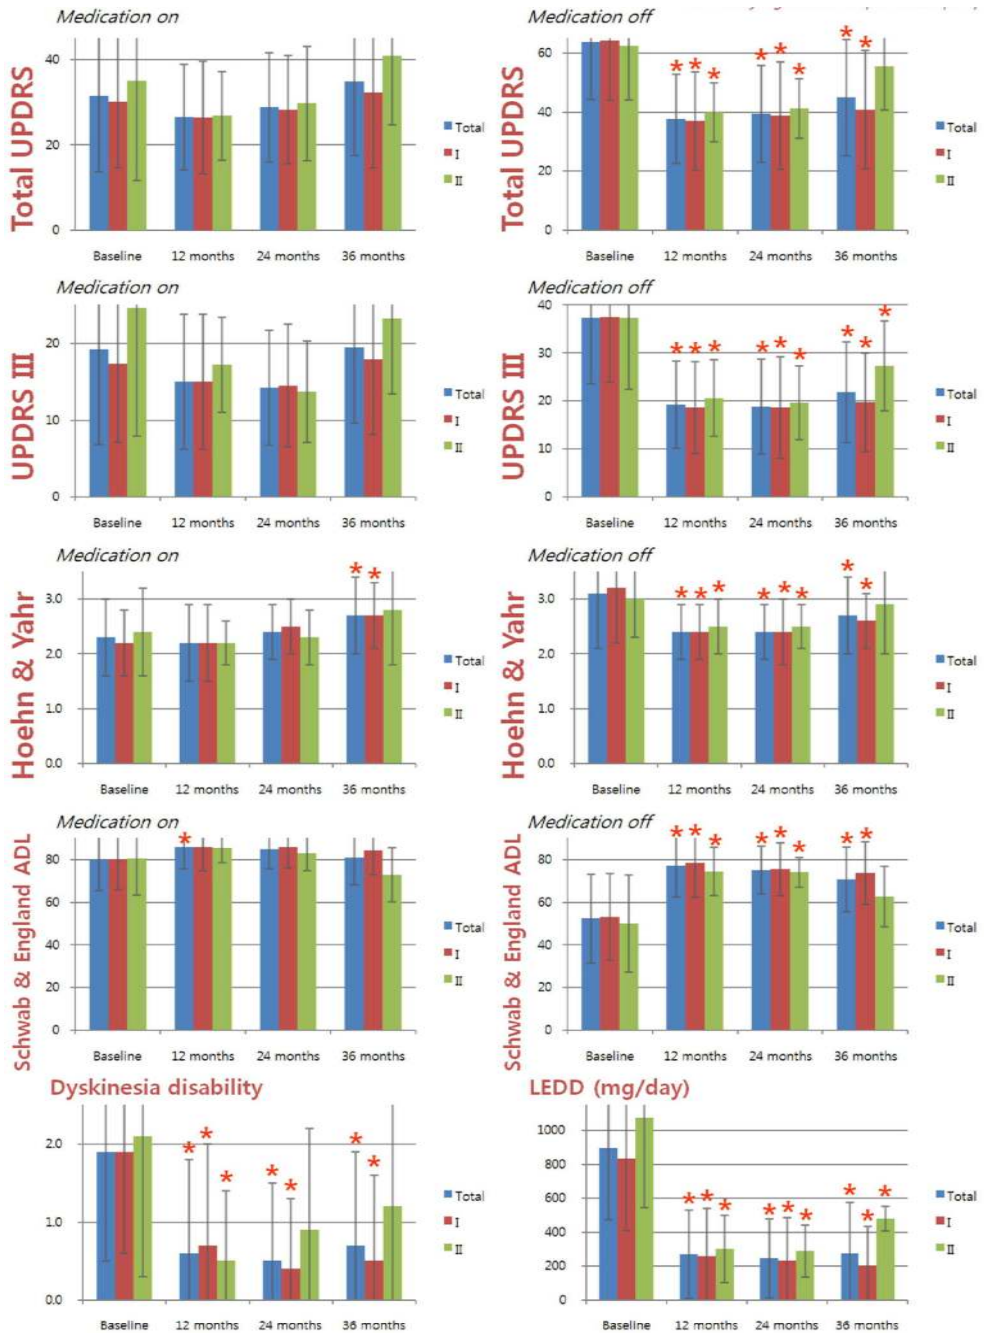 Medication on
Total UPDRS
40
20
0
Baseline 12 months 24 months 36 months
Total
I
II
Medication off
Total UPDRS
60
40
20
0
Baseline 12 months 24 months 36 months
Total
I
II
Medication on
UPDRS III
20
10
0
Baseline 12 months 24 months 36 months
Total
I
II
Medication off
UPDRS III
40
30
20
10
0
Baseline 12 months 24 months 36 months
Total
I
II
Medication on
Hoehn & Yahr
3.0
2.0
1.0
0.0
Baseline 12 months 24 months 36 months
Total
I
II
Medication off
Hoehn & Yahr
3.0
2.0
1.0
0.0
Baseline 12 months 24 months 36 months
Total
I
II
Medication on
Schwab & England ADL
80
60
40
20
0
Baseline 12 months 24 months 36 months
Total
I
II
Medication off
Schwab & England ADL
80
60
40
20
0
Baseline 12 months 24 months 36 months
Total
I
II
Dyskinesia disability
2.0
1.0
0.0
Baseline 12 months 24 months 36 months
Total
I
II
LEDD (mg/day)
1000
800
600
400
200
0
Baseline 12 months 24 months 36 months
Total
I
II